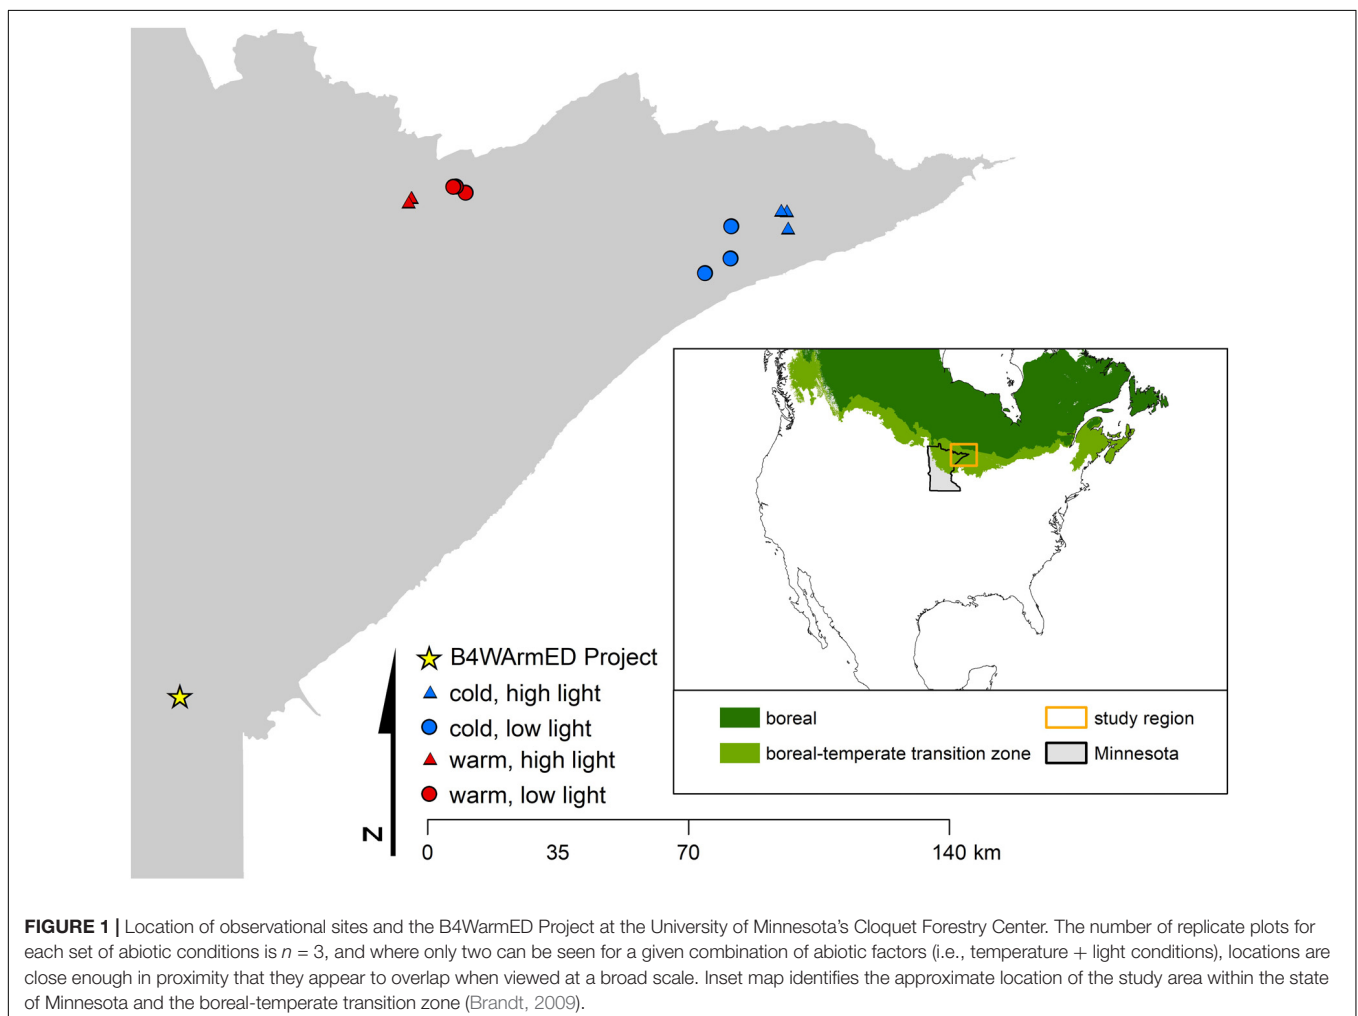 B4WArmED Project
cold, high light
cold, low light
warm, high light
warm, low light
N
0 35 70 140 km
boreal
boreal-temperate transition zone
study region
Minnesota
FIGURE 1 | Location of observational sites and the B4WarmED Project at the University of Minnesota's Cloquet Forestry Center. The number of replicate plots for
each set of abiotic conditions is n = 3, and where only two can be seen for a given combination of abiotic factors (i.e., temperature + light conditions), locations are
close enough in proximity that they appear to overlap when viewed at a broad scale. Inset map identifies the approximate location of the study area within the state
of Minnesota and the boreal-temperate transition zone (Brandt, 2009).